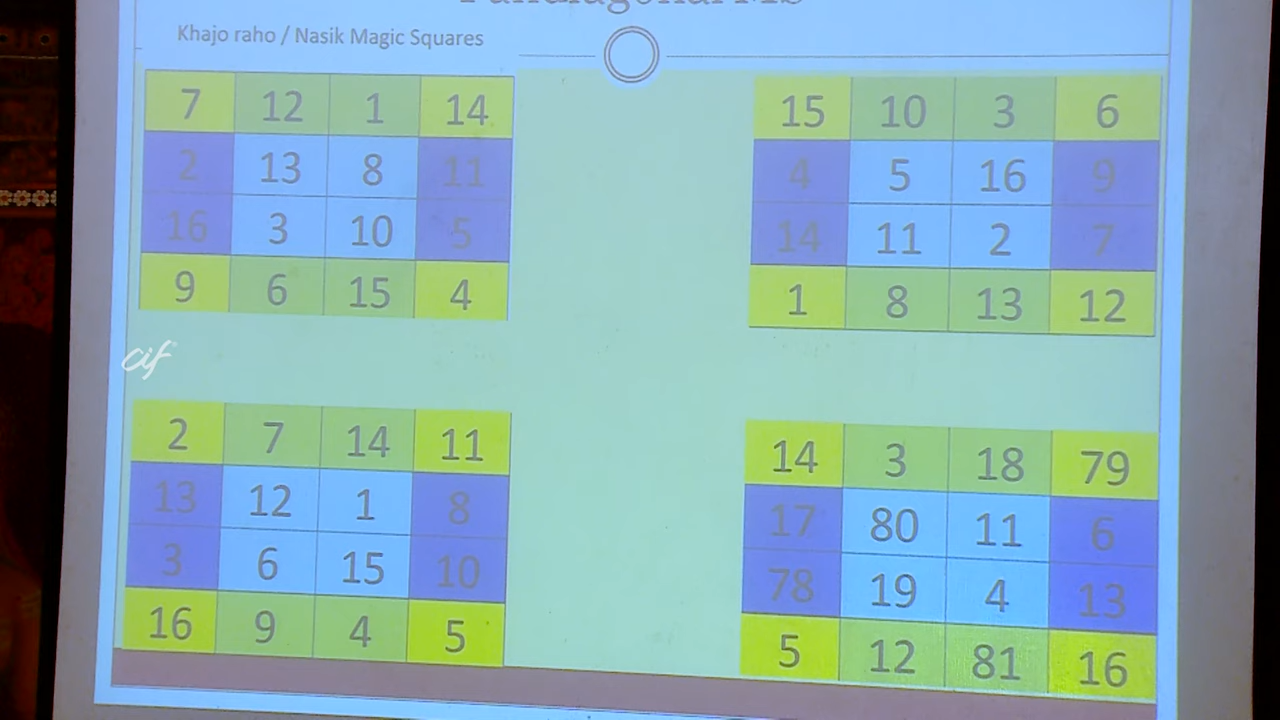 Pandiagonal MS
Khajo raho / Nasik Magic Squares
7 12 1 14
2 13 8 11
16 3 10 5
9 6 15 4
15 10 3 6
4 5 16 9
14 11 2 7
1 8 13 12
cif
2 7 14 11
13 12 1 8
3 6 15 10
16 9 4 5
14 3 18 79
17 80 11 6
78 19 4 13
5 12 81 16